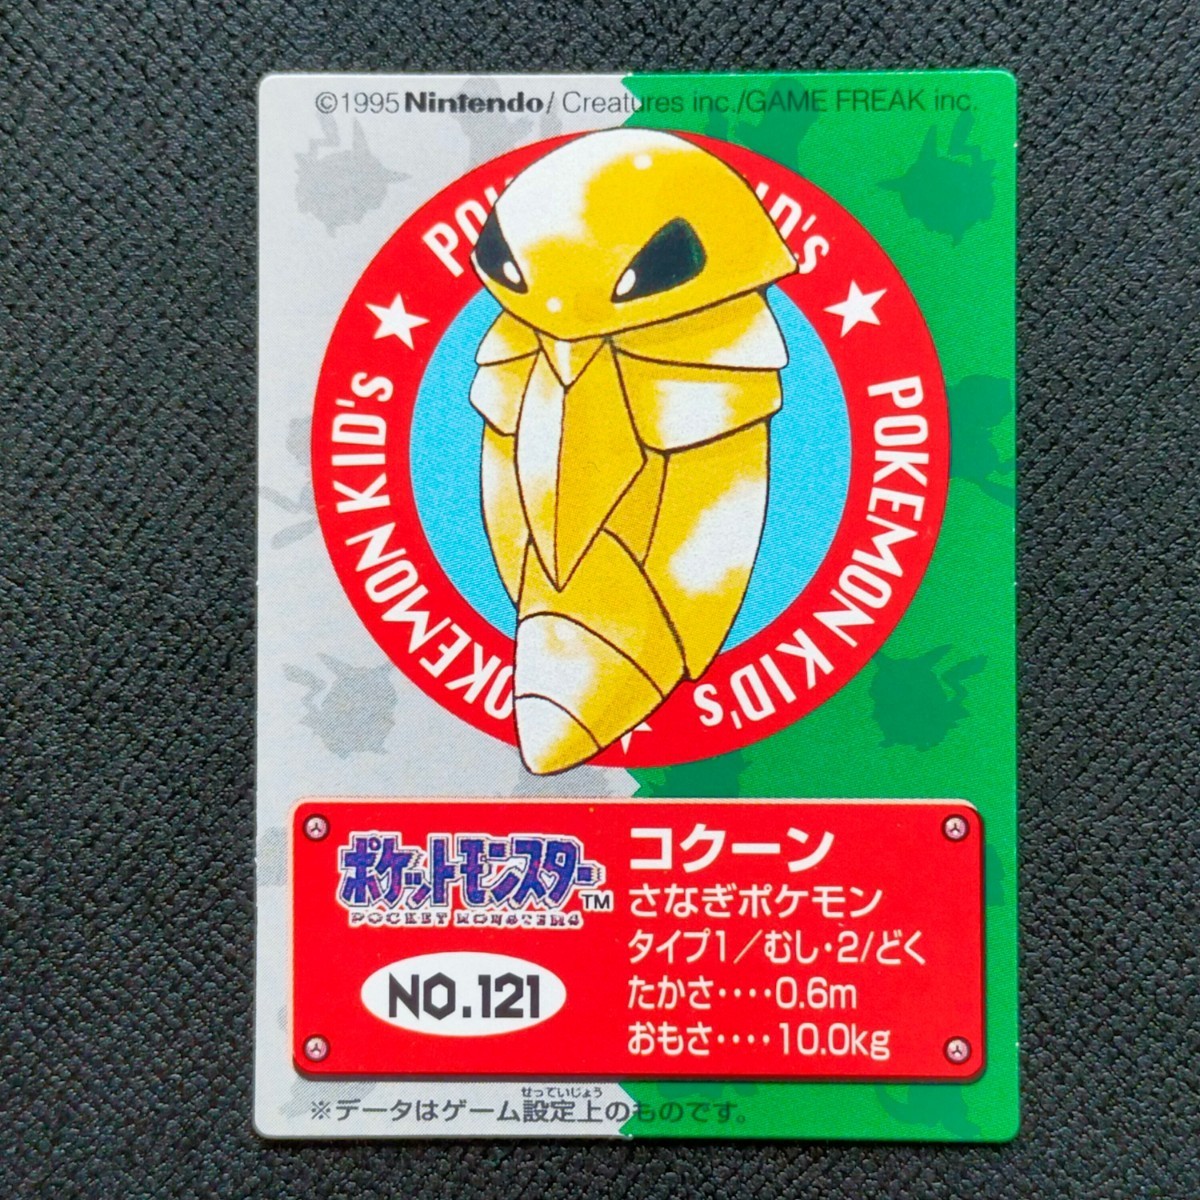 ©1995 Nintendo/ Creatures inc./GAME FREAK inc.
POKEMON KID's
POKEMON KID's
ポケットモンスター™
POCKET MONSTERS
NO.121
コクーン
さなぎポケモン
タイプ1/むし・2/どく
たかさ‥‥0.6m
おもさ‥‥10.0kg
せっていじょう
※データはゲーム設定上のものです。